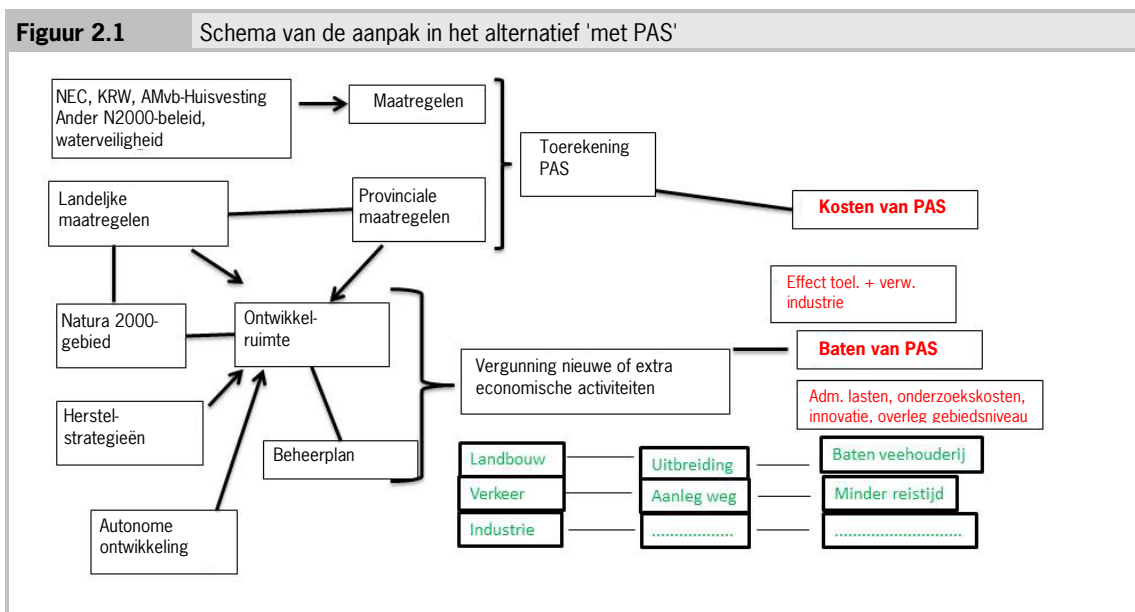 Figuur 2.1 Schema van de aanpak in het alternatief 'met PAS'
NEC, KRW, AMvb-Huisvesting
Ander N2000-beleid,
waterveiligheid
Maatregelen
Toerekening
PAS
Landeljke
maatregelen
Provinciale
maatregelen
Kosten van PAS
Effect toel. + verw.
industrie
Natura 2000-
gebied
Ontwikkel-
ruimte
Baten van PAS
Vergunning nieuwe of extra
economische activiteiten
Adm. lasten, onderzoekskosten,
innovatie, overleg gebiedsniveau
Herstel-
strategieën
Beheerplan
Landbouw
Uitbreiding
Baten veehouderij
Verkeer
Aanleg weg
Minder reistijd
Industrie
..................
............................
Autonome
ontwikkeling